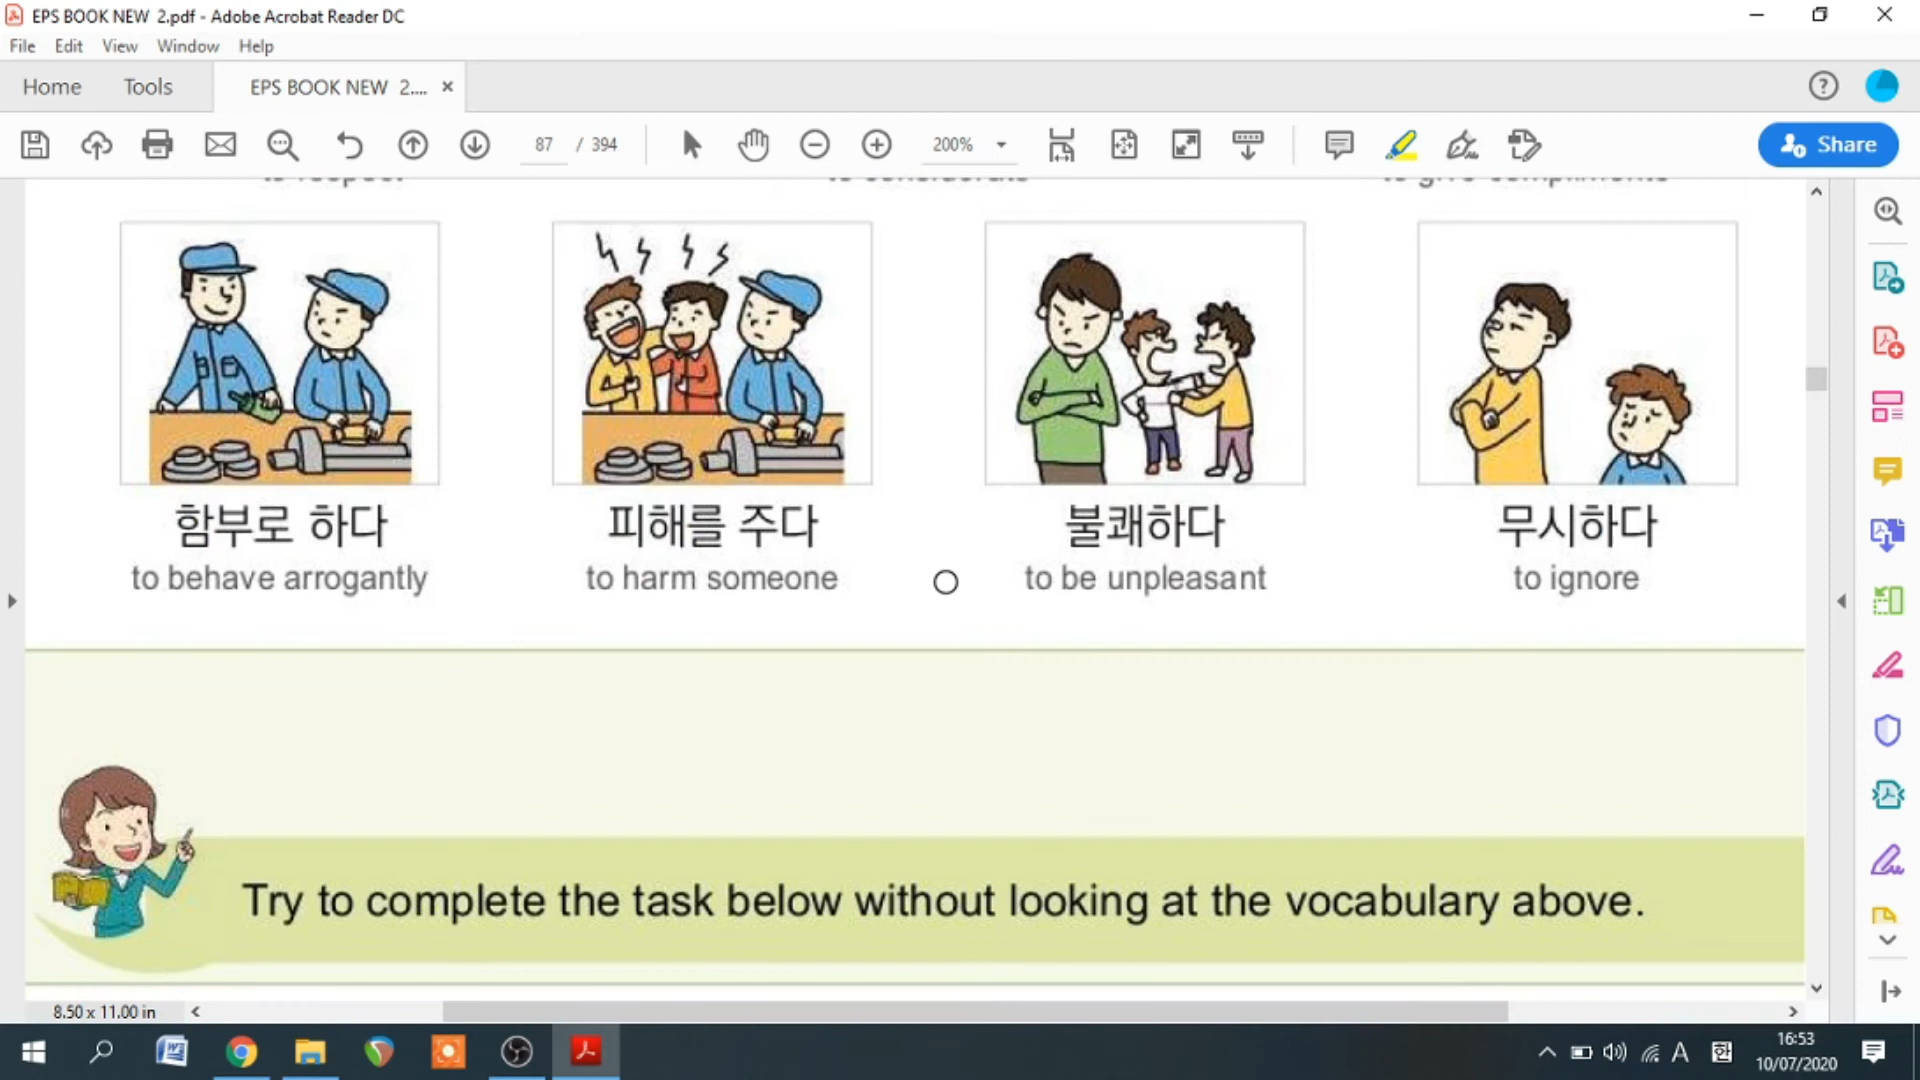 EPS BOOK NEW 2.pdf - Adobe Acrobat Reader DC
File Edit View Window Help
Home Tools EPS BOOK NEW 2.... ×
87 / 394 200% Share
함부로 하다 피해를 주다 불쾌하다 무시하다
to behave arrogantly to harm someone to be unpleasant to ignore
Try to complete the task below without looking at the vocabulary above.
8.50 x 11.00 in
A 한 16:53
10/07/2020